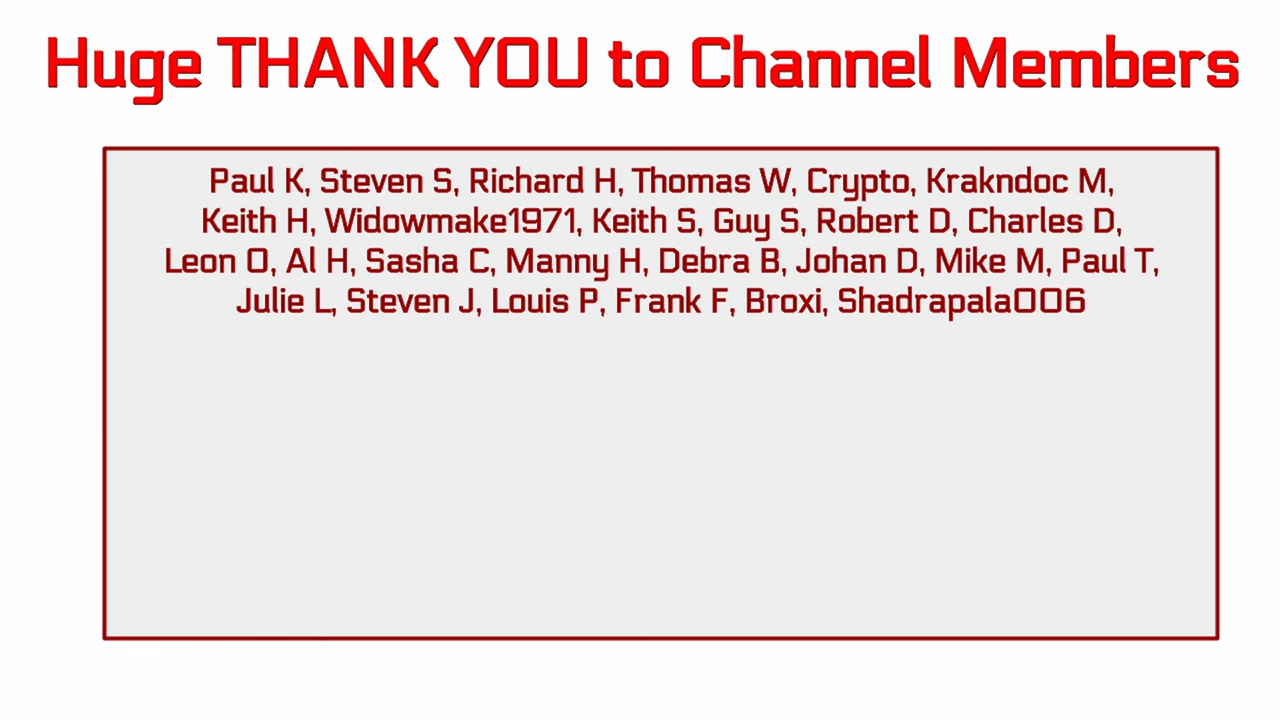 Huge THANK YOU to Channel Members
Paul K, Steven S, Richard H, Thomas W, Crypto, Krakndoc M,
Keith H, Widowmake1971, Keith S, Guy S, Robert D, Charles D,
Leon O, Al H, Sasha C, Manny H, Debra B, Johan D, Mike M, Paul T,
Julie L, Steven J, Louis P, Frank F, Broxi, Shadrapala006